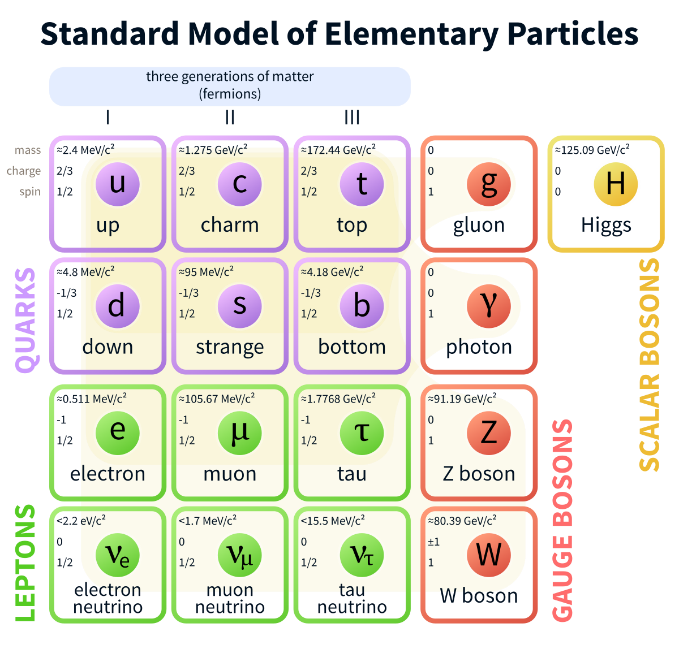 Standard Model of Elementary Particles
three generations of matter
(fermions)
I II III
mass
charge
spin
≈2.4 MeV/c²
2/3
1/2
u
up
≈1.275 GeV/c²
2/3
1/2
c
charm
≈172.44 GeV/c²
2/3
1/2
t
top
0
0
1
g
gluon
≈125.09 GeV/c²
0
0
H
Higgs
QUARKS
≈4.8 MeV/c²
-1/3
1/2
d
down
≈95 MeV/c²
-1/3
1/2
s
strange
≈4.18 GeV/c²
-1/3
1/2
b
bottom
0
0
1
γ
photon
SCALAR BOSONS
≈0.511 MeV/c²
-1
1/2
e
electron
≈105.67 MeV/c²
-1
1/2
μ
muon
≈1.7768 GeV/c²
-1
1/2
τ
tau
≈91.19 GeV/c²
0
1
Z
Z boson
GAUGE BOSONS
LEPTONS
<2.2 eV/c²
0
1/2
νe
electron
neutrino
<1.7 MeV/c²
0
1/2
νμ
muon
neutrino
<15.5 MeV/c²
0
1/2
ντ
tau
neutrino
≈80.39 GeV/c²
±1
1
W
W boson